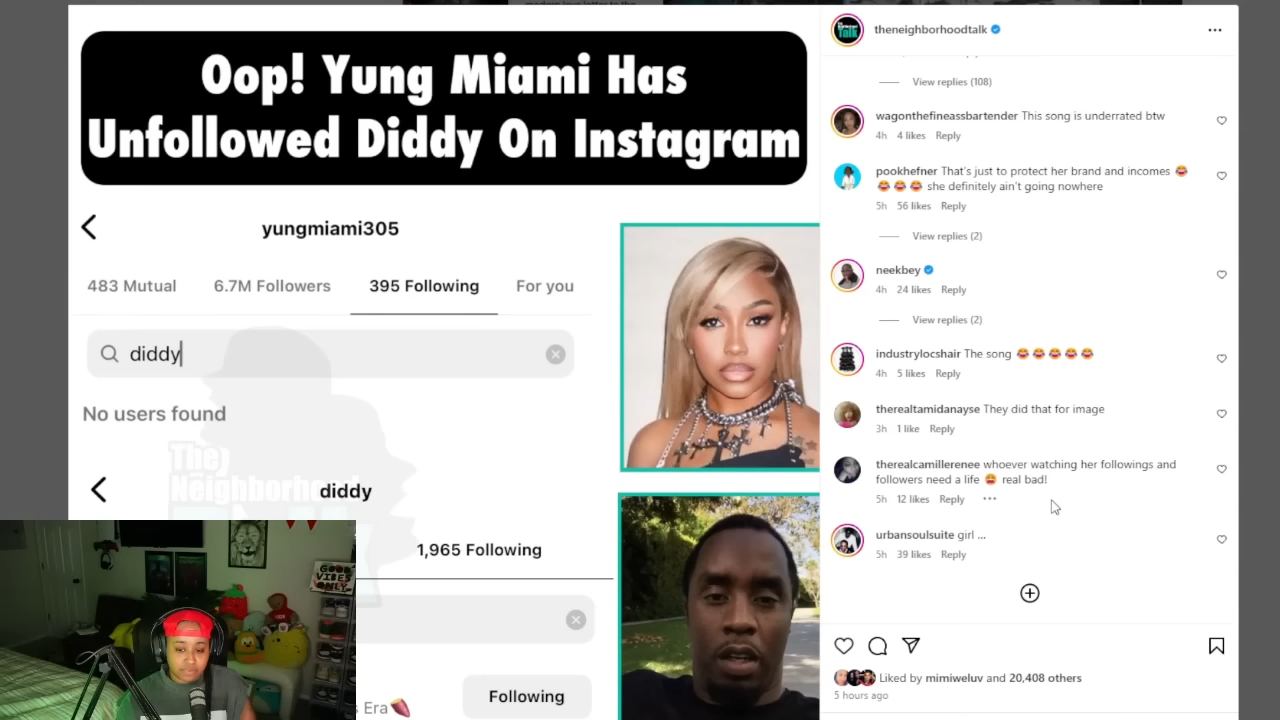 Oop! Yung Miami Has
Unfollowed Diddy On Instagram
yungmiami305
483 Mutual 6.7M Followers 395 Following For you
diddy
No users found
They
Neighborhood
diddy
1,965 Following
Era🍠
Following
GOOD
VIBES
ONLY
Talk
theneighborhoodtalk
View replies (108)
wagonthefineassbartender This song is underrated btw
4h 4 likes Reply
pookhefner That's just to protect her brand and incomes 😂
😂😂😂 she definitely ain't going nowhere
5h 56 likes Reply
View replies (2)
neekbey
4h 24 likes Reply
View replies (2)
industrylocshair The song 😂😂😂😂😂
4h 5 likes Reply
therealtamidanayse They did that for image
3h 1 like Reply
therealcamillerenee whoever watching her followings and
followers need a life 😩 real bad!
5h 12 likes Reply
urbansoulsuite girl ...
5h 39 likes Reply
Liked by mimiweluv and 20,408 others
5 hours ago